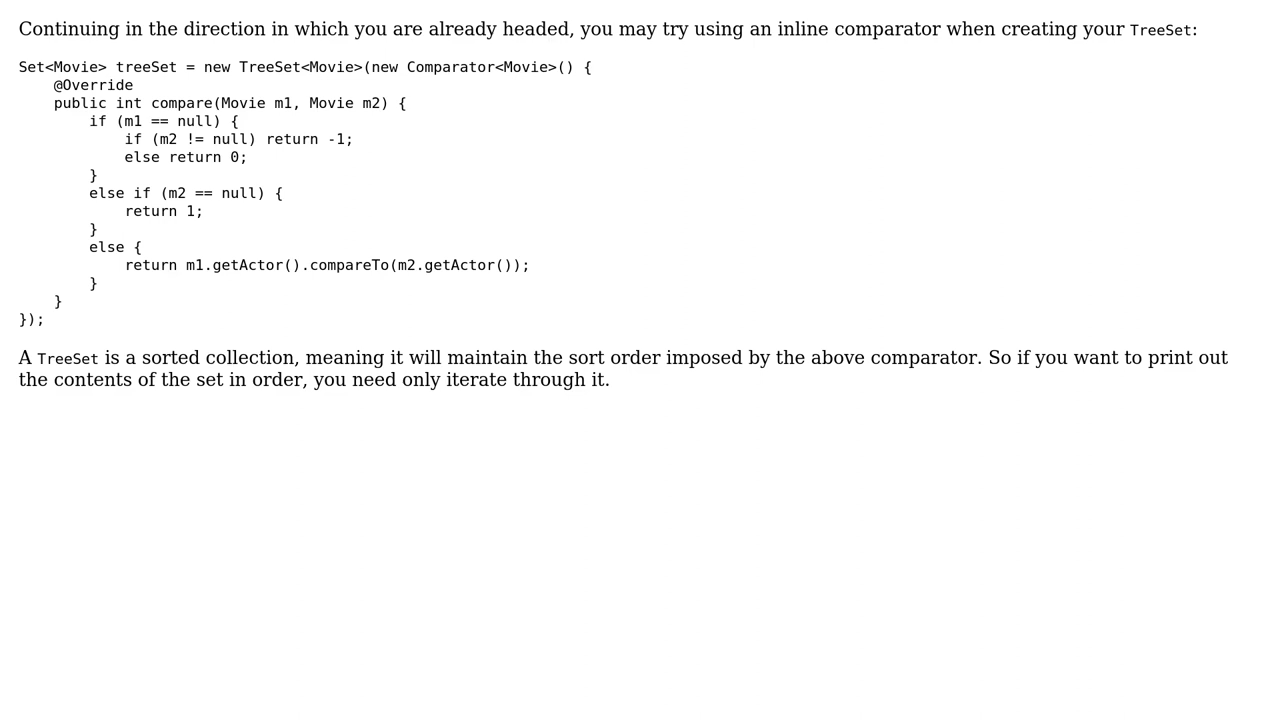 Continuing in the direction in which you are already headed, you may try using an inline comparator when creating your TreeSet:
Set<Movie> treeSet = new TreeSet<Movie>(new Comparator<Movie>() {
    @Override
    public int compare(Movie m1, Movie m2) {
        if (m1 == null) {
            if (m2 != null) return -1;
            else return 0;
        }
        else if (m2 == null) {
            return 1;
        }
        else {
            return m1.getActor().compareTo(m2.getActor());
        }
    }
});
A TreeSet is a sorted collection, meaning it will maintain the sort order imposed by the above comparator. So if you want to print out
the contents of the set in order, you need only iterate through it.